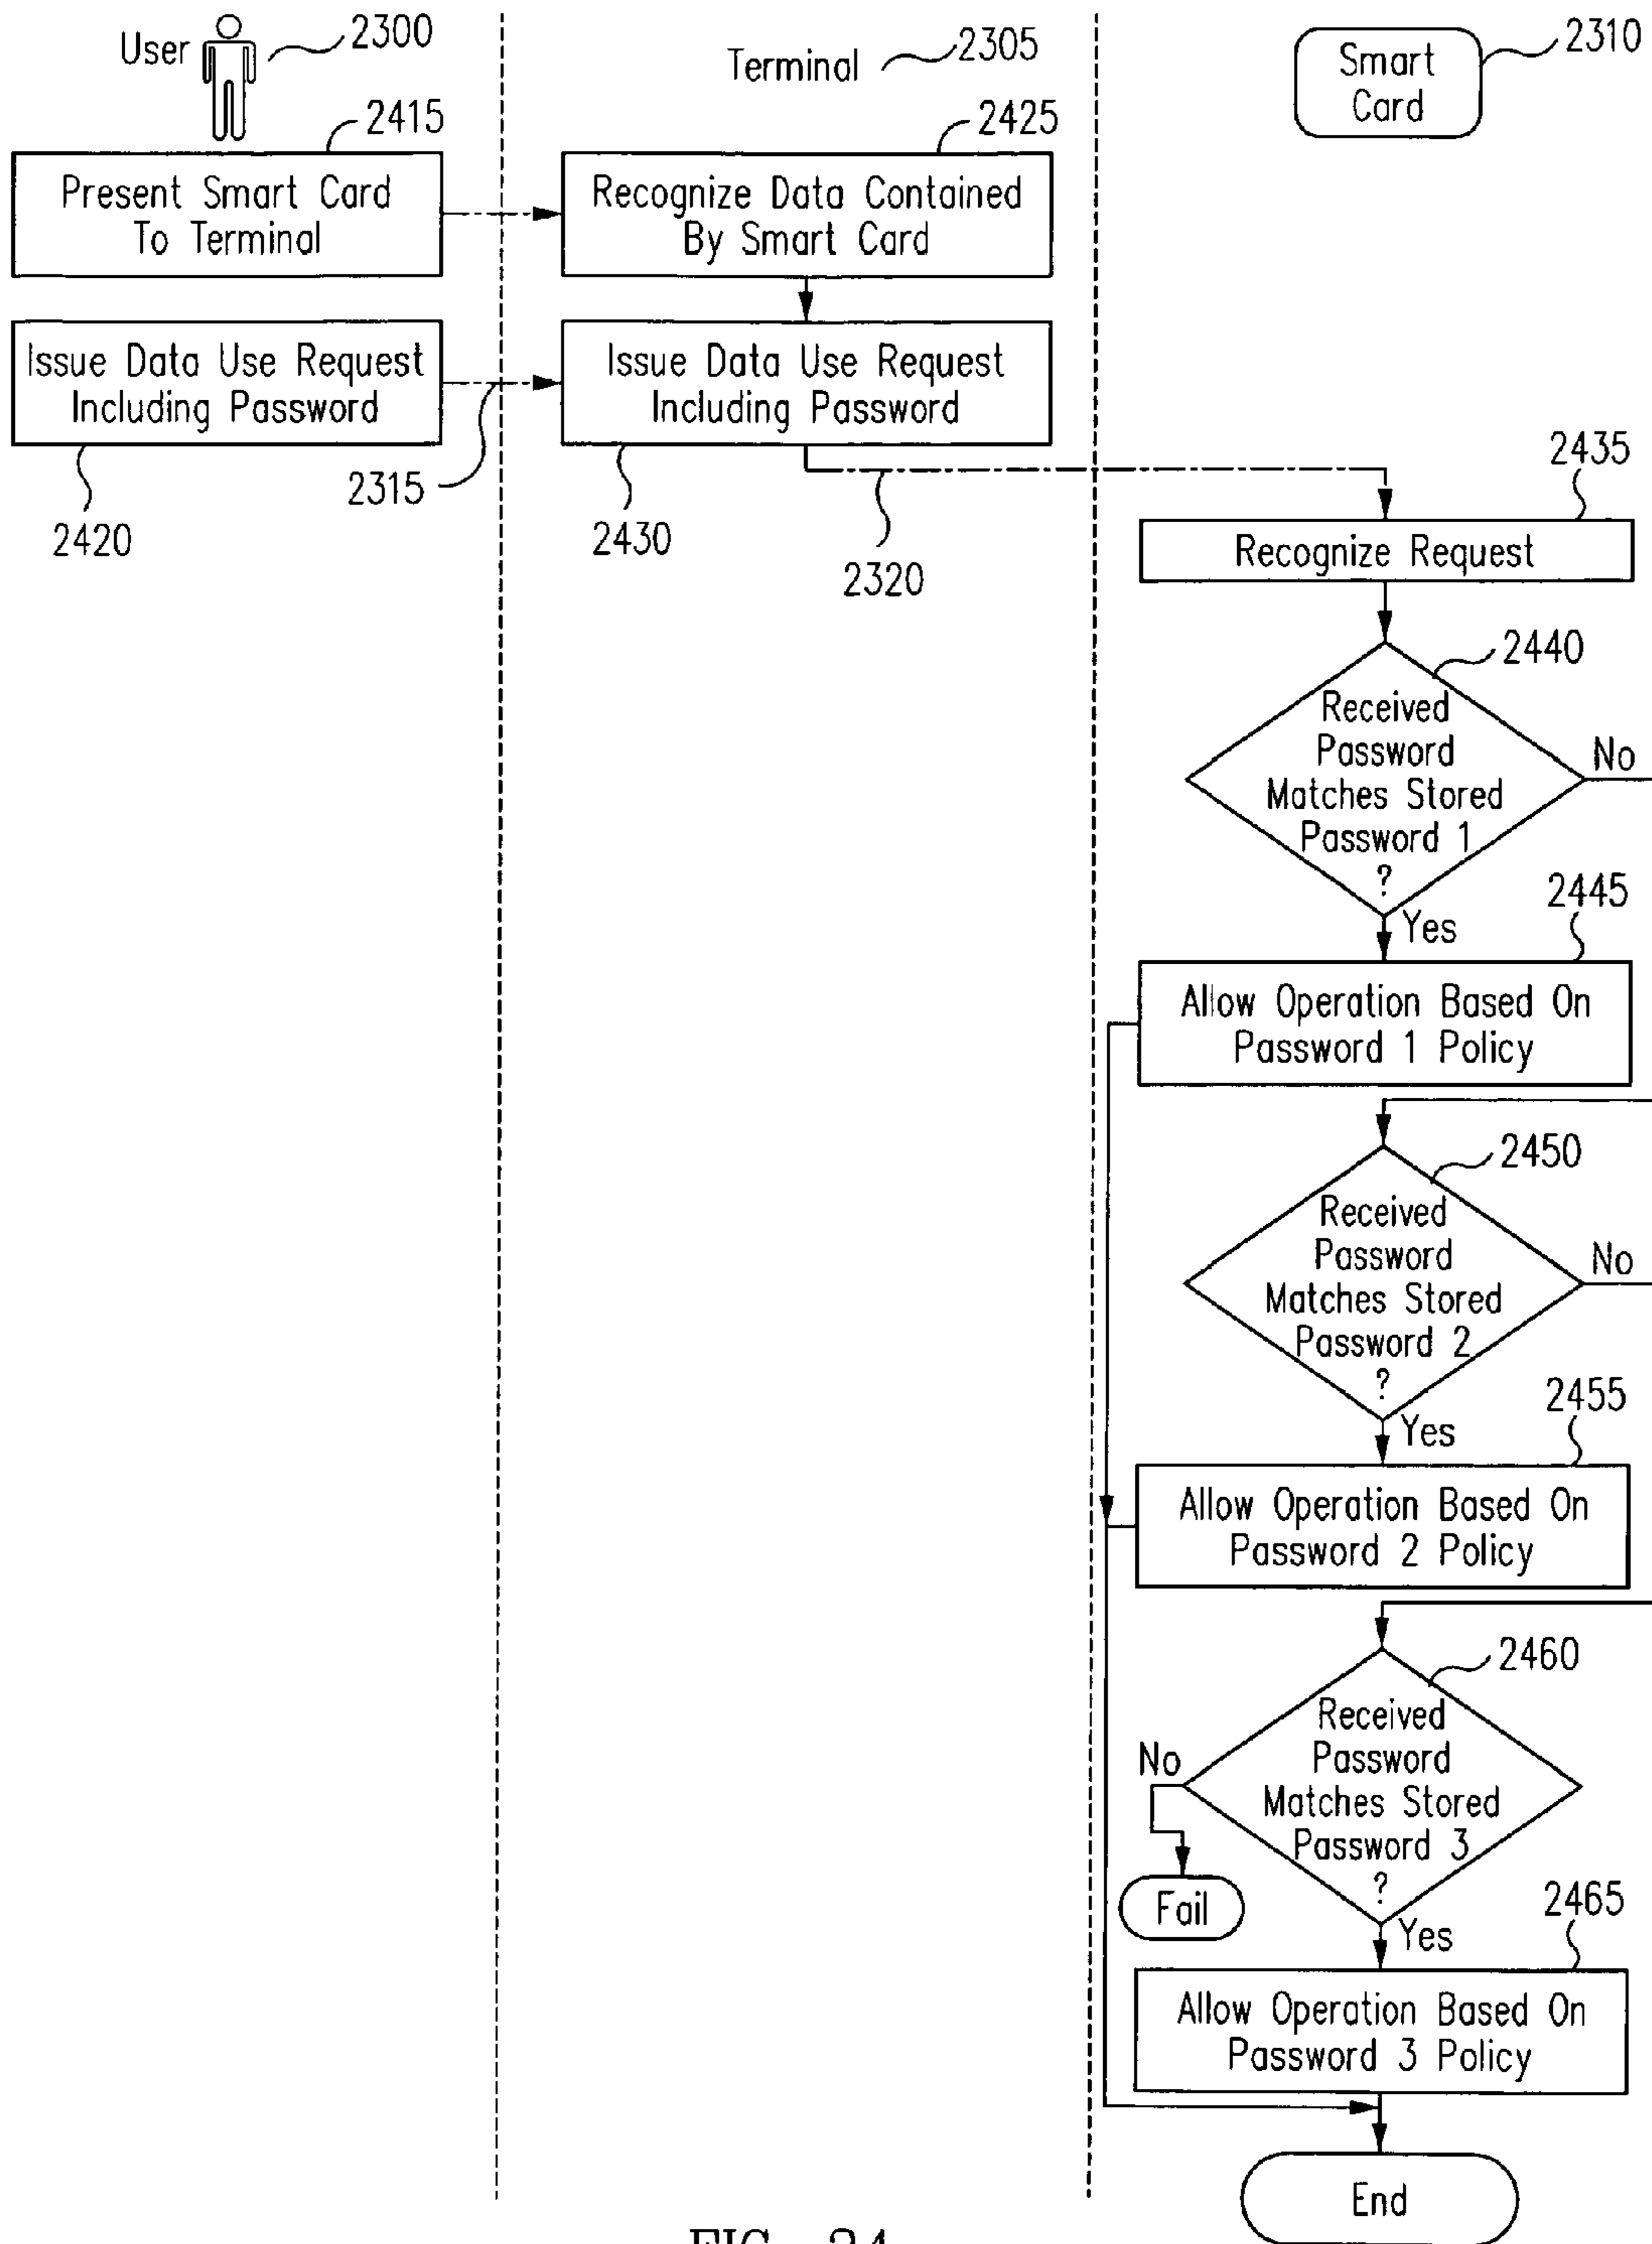 User
2300
Terminal
2305
Smart
Card
2310
2415
Present Smart Card
To Terminal
2425
Recognize Data Contained
By Smart Card
Issue Data Use Request
Including Password
2420
2315
Issue Data Use Request
Including Password
2430
2320
2435
Recognize Request
2440
Received
Password
Matches Stored
Password 1
?
No
Yes
2445
Allow Operation Based On
Password 1 Policy
2450
Received
Password
Matches Stored
Password 2
?
No
Yes
2455
Allow Operation Based On
Password 2 Policy
2460
Received
Password
Matches Stored
Password 3
?
No
Fail
Yes
2465
Allow Operation Based On
Password 3 Policy
End
FIG. 24